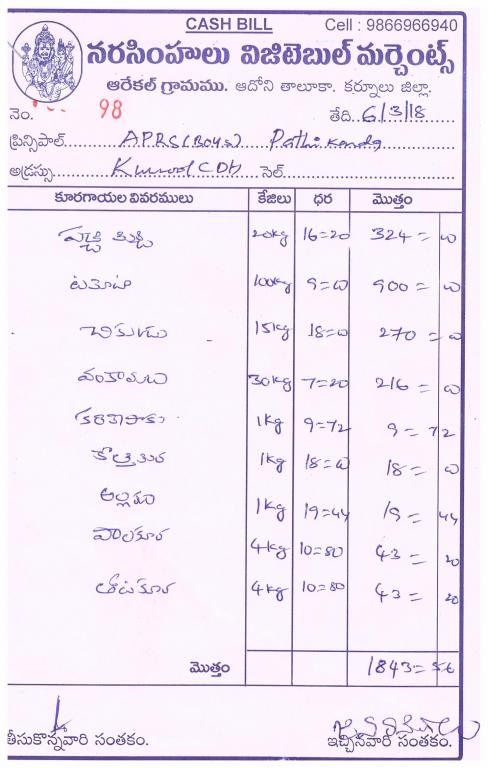 CASH BILL Cell : 9866966940
నరసింహులు విజిటెబుల్ మర్చెంట్స్
ఆరేకల్ గ్రామము. ఆదోని తాలూకా. కర్నూలు జిల్లా.
నెం. 98 తేది. 6/3/18
ప్రిన్సిపాల్ APRS (Boys) Pathikonda
అడ్రస్సు Kurnool (Dt) సెల్
కూరగాయల వివరములు కేజిలు ధర మొత్తం
పచ్చి మిర్చి 20kg 16=20 324=00
టమోటా 100kg 9=00 900=00
చికుడు 15kg 18=00 270=00
వంకాయలు 30kg 7=20 216=00
కరివేపాకు 1kg 9=72 9=72
కొత్తిమీర 1kg 18=00 18=00
అల్లము 1kg 19=44 19=44
పాలకూర 4kg 10=80 43=20
తోటకూర 4kg 10=80 43=20
మొత్తం 1843=56
తీసుకొన్నవారి సంతకం. ఇచ్చినవారి సంతకం.